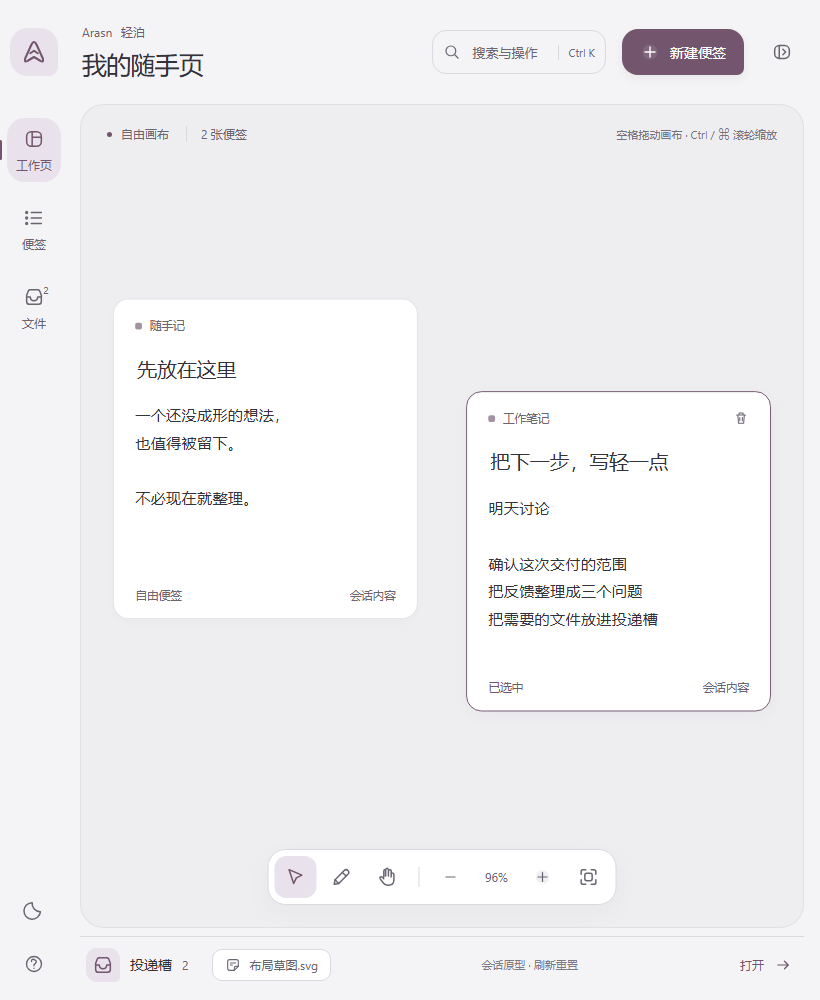 Arasn 轻泊
我的随手页
搜索与操作 Ctrl K
新建便签
工作页
便签
2
文件
自由画布 2 张便签
空格拖动画布 · Ctrl / ⌘ 滚轮缩放
随手记
先放在这里
一个还没成形的想法，
也值得被留下。
不必现在就整理。
自由便签 会话内容
工作笔记
把下一步，写轻一点
明天讨论
确认这次交付的范围
把反馈整理成三个问题
把需要的文件放进投递槽
已选中 会话内容
96%
投递槽 2
布局草图.svg
会话原型 · 刷新重置
打开